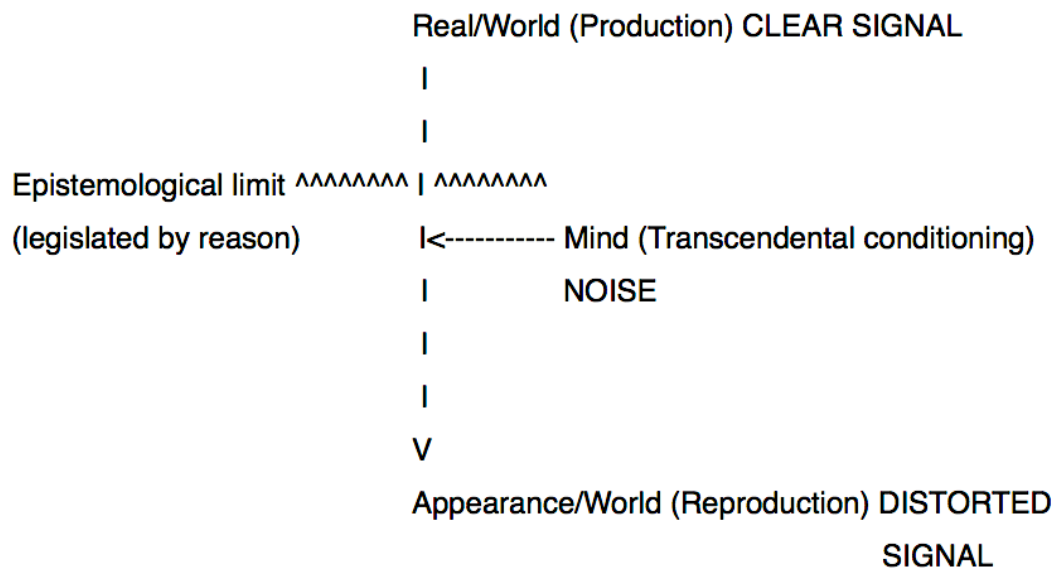 Real/World (Production) CLEAR SIGNAL
I
I
Epistemological limit ^^^^^^^^ I ^^^^^^^^
(legislated by reason) I<----------- Mind (Transcendental conditioning)
I NOISE
I
I
V
Appearance/World (Reproduction) DISTORTED
SIGNAL